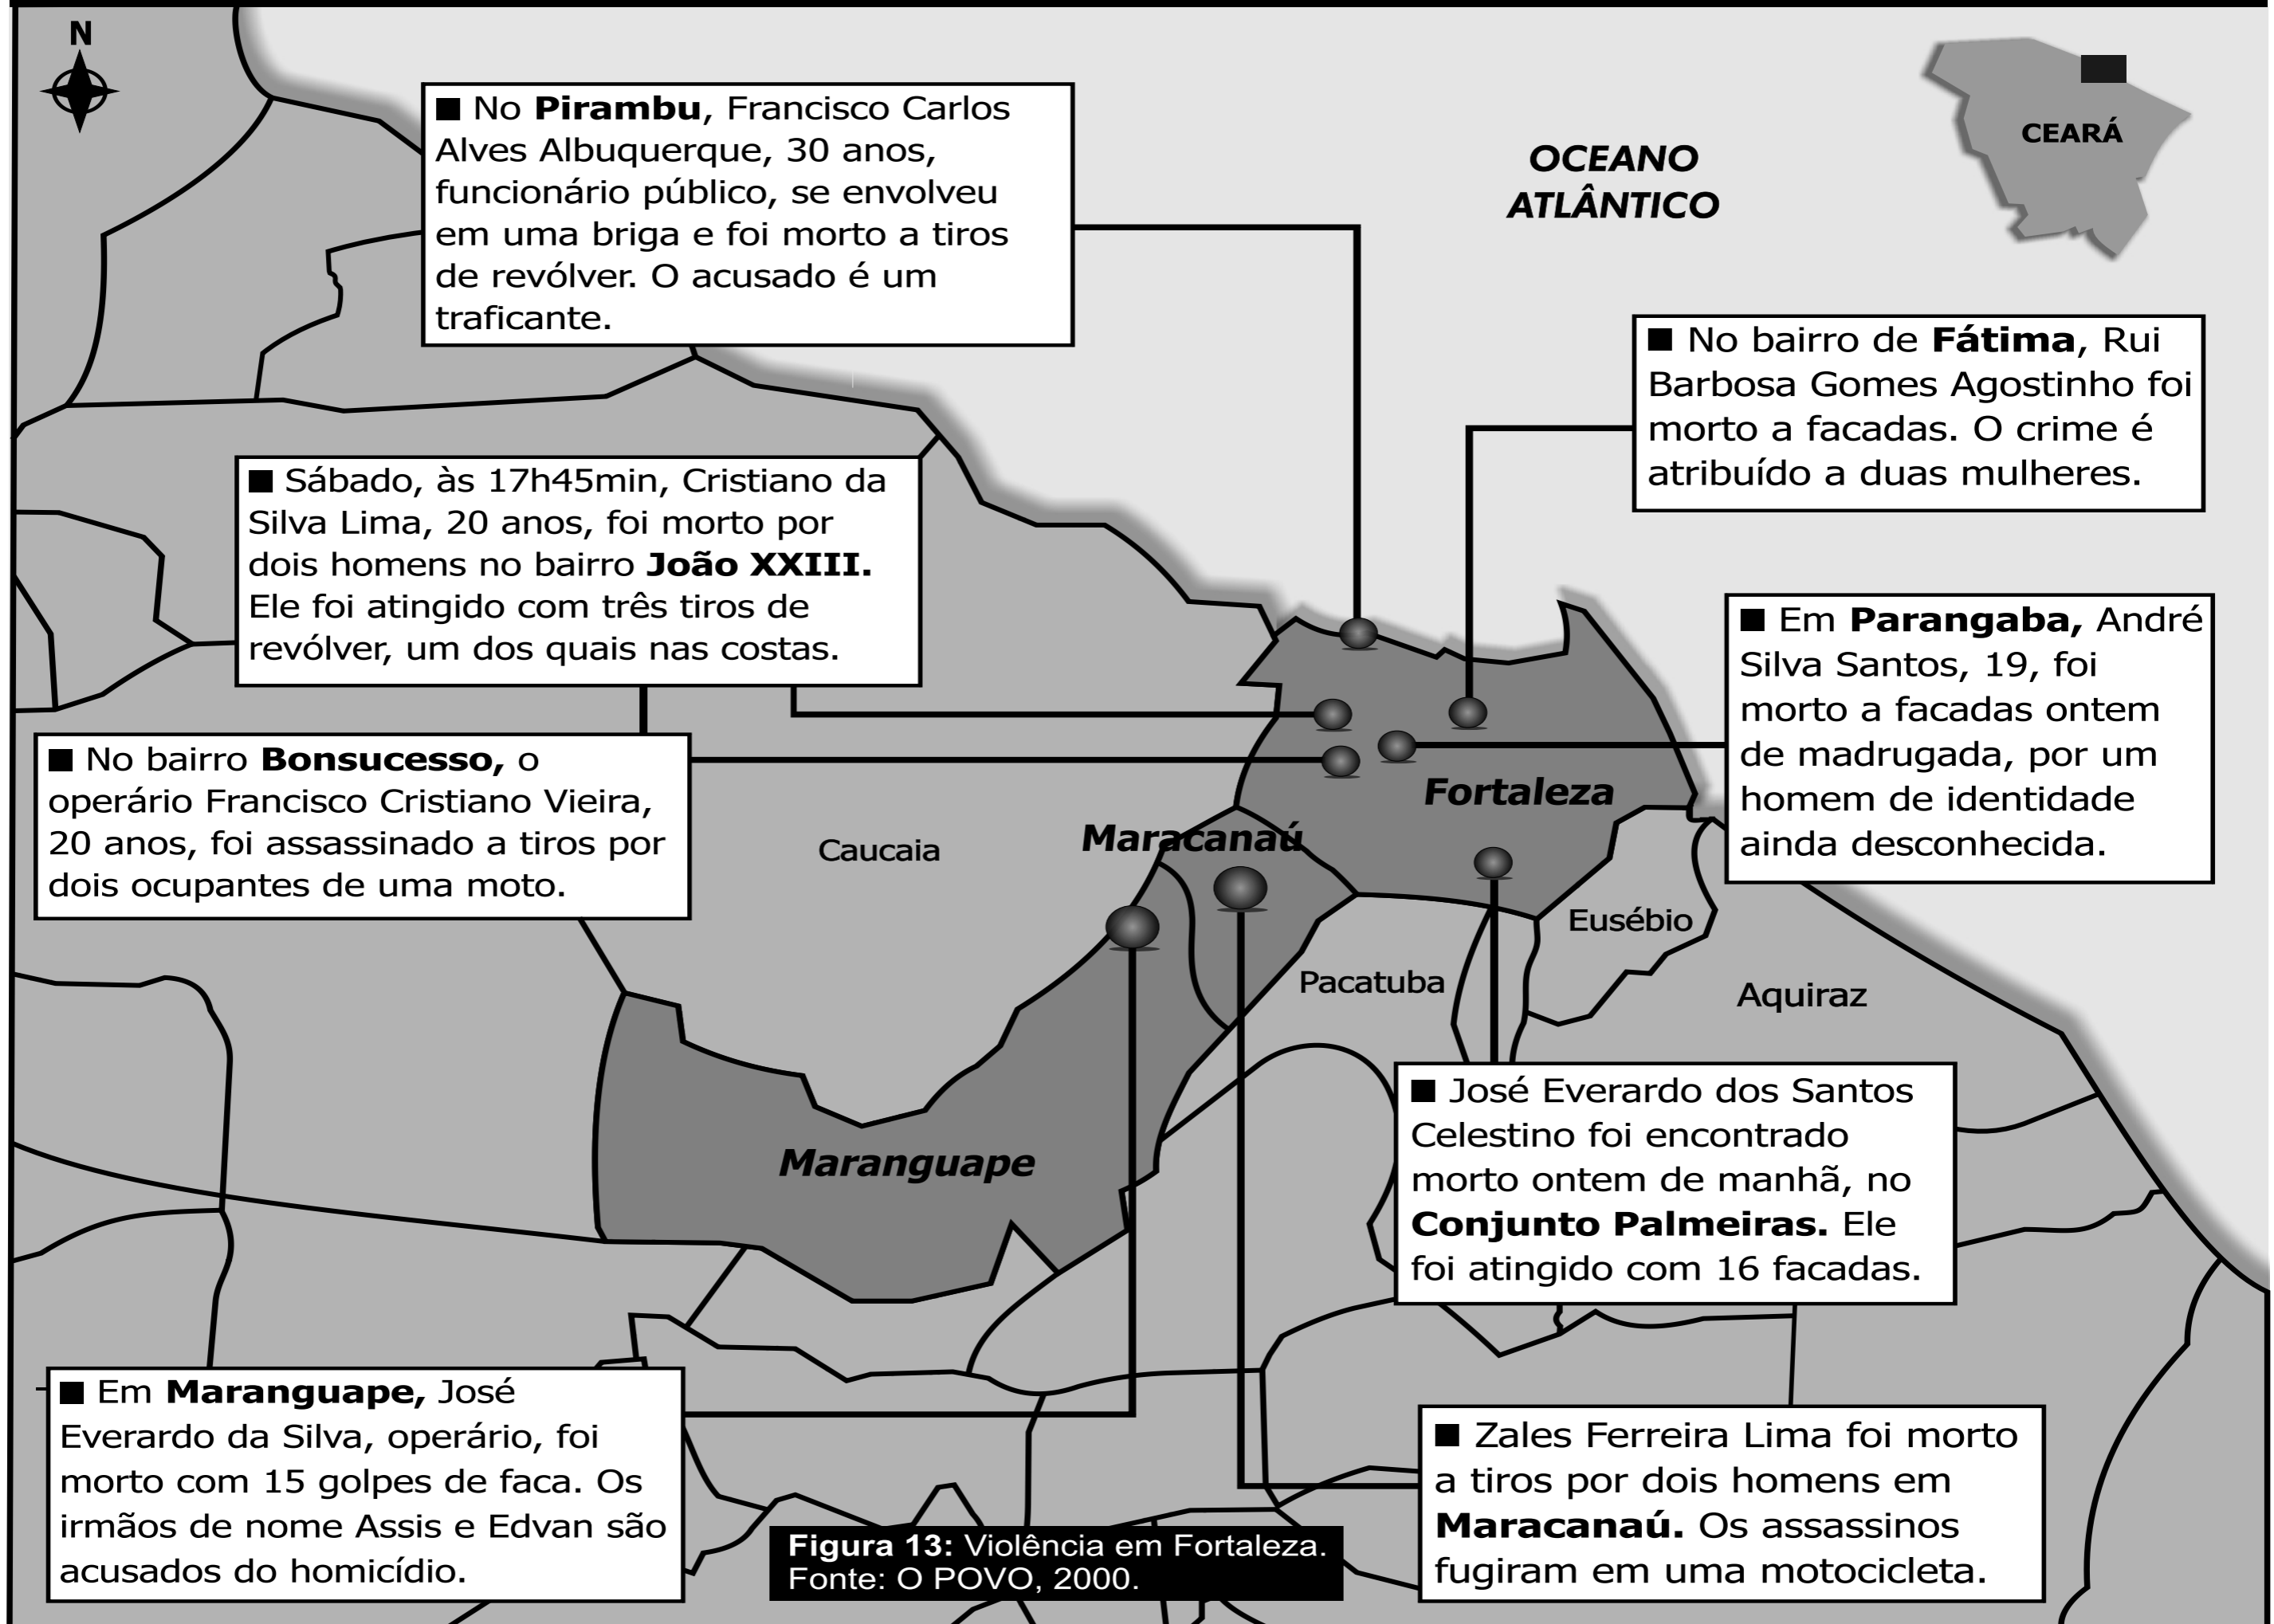 N
■ No Pirambu, Francisco Carlos
Alves Albuquerque, 30 anos,
funcionário público, se envolveu
em uma briga e foi morto a tiros
de revólver. O acusado é um
traficante.
OCEANO
ATLÂNTICO
CEARÁ
■ No bairro de Fátima, Rui
Barbosa Gomes Agostinho foi
morto a facadas. O crime é
atribuído a duas mulheres.
■ Sábado, às 17h45min, Cristiano da
Silva Lima, 20 anos, foi morto por
dois homens no bairro João XXIII.
Ele foi atingido com três tiros de
revólver, um dos quais nas costas.
■ Em Parangaba, André
Silva Santos, 19, foi
morto a facadas ontem
de madrugada, por um
homem de identidade
ainda desconhecida.
■ No bairro Bonsucesso, o
operário Francisco Cristiano Vieira,
20 anos, foi assassinado a tiros por
dois ocupantes de uma moto.
Fortaleza
Maracanaú
Caucaia
Eusébio
Pacatuba
Aquiraz
Maranguape
■ José Everardo dos Santos
Celestino foi encontrado
morto ontem de manhã, no
Conjunto Palmeiras. Ele
foi atingido com 16 facadas.
■ Em Maranguape, José
Everardo da Silva, operário, foi
morto com 15 golpes de faca. Os
irmãos de nome Assis e Edvan são
acusados do homicídio.
■ Zales Ferreira Lima foi morto
a tiros por dois homens em
Maracanaú. Os assassinos
fugiram em uma motocicleta.
Figura 13: Violência em Fortaleza.
Fonte: O POVO, 2000.